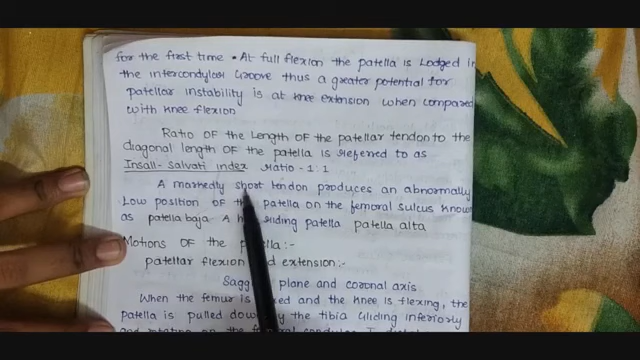 for the first time. At full flexion the patella is Lodged in
the intercondylar Groove thus a greater potential for
patellar instability is at knee extension when compared
with knee flexion
Ratio of the Length of the patellar tendon to the
diagonal length of the patella is referred to as
Insall-Salvati index ratio - 1:1
A markedly short tendon produces an abnormally
Low position of the patella on the femoral sulcus known
as patella baja A sliding patella patella alta
Motions of the patella :-
patellar flexion and extension :-
plane and coronal axis
When the femur is and the knee is flexing, the
patella is pulled down by the tibia Gliding inferiorly